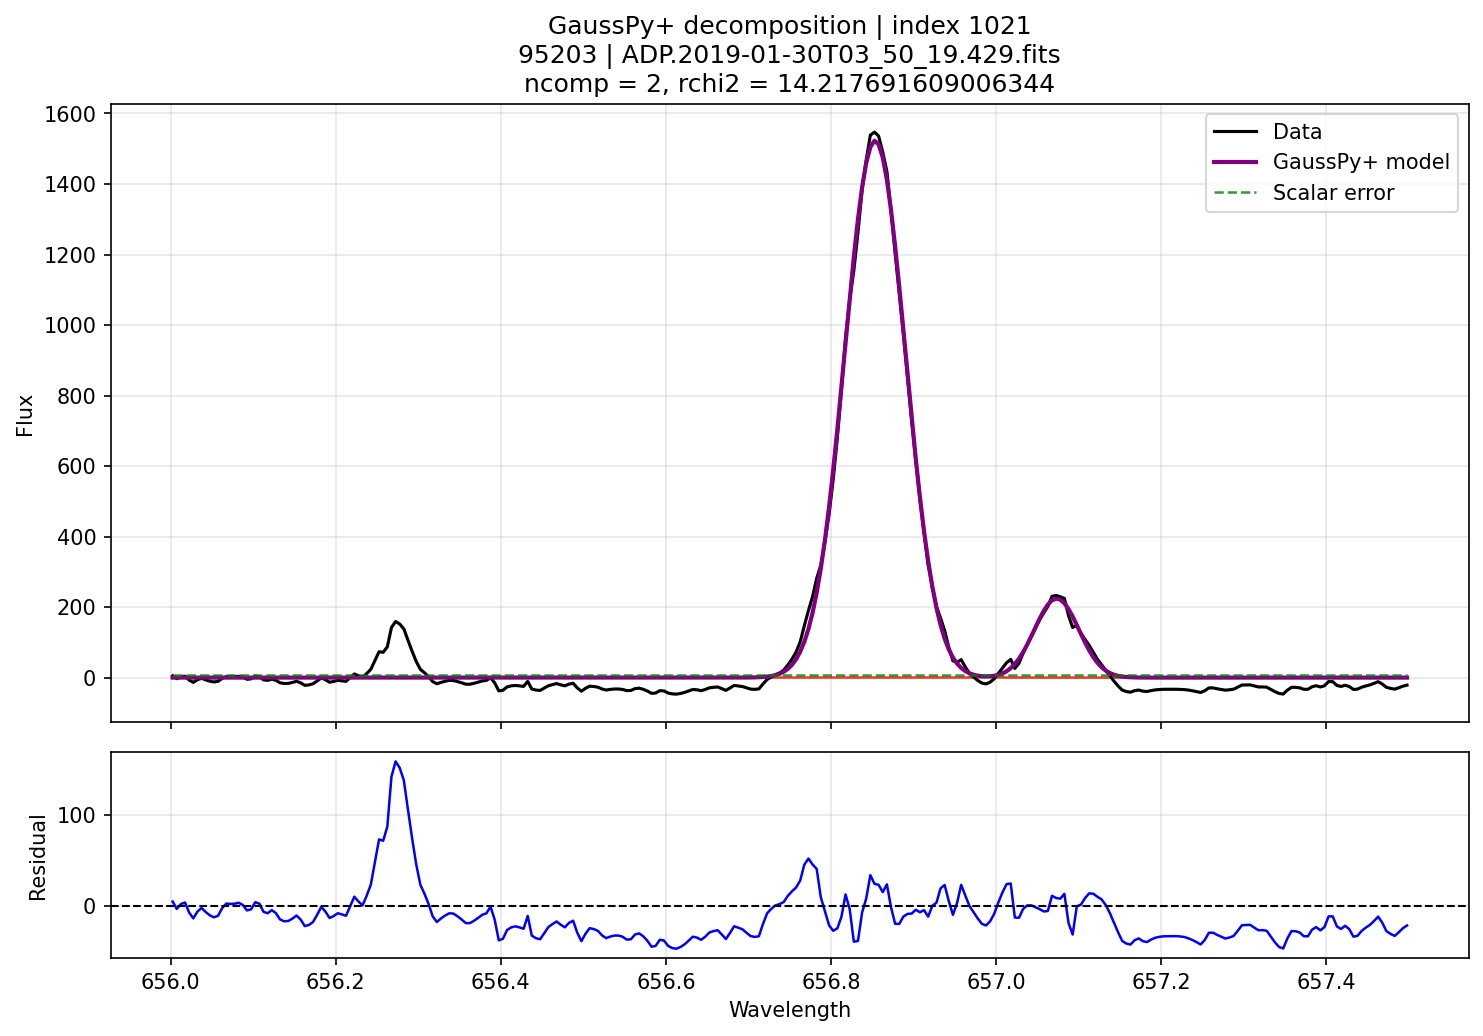 GaussPy+ decomposition | index 1021
95203 | ADP.2019-01-30T03_50_19.429.fits
ncomp = 2, rchi2 = 14.217691609006344
1600
1400
1200
1000
800
600
400
200
0
Flux
Data
GaussPy+ model
Scalar error
100
0
Residual
656.0
656.2
656.4
656.6
656.8
657.0
657.2
657.4
Wavelength